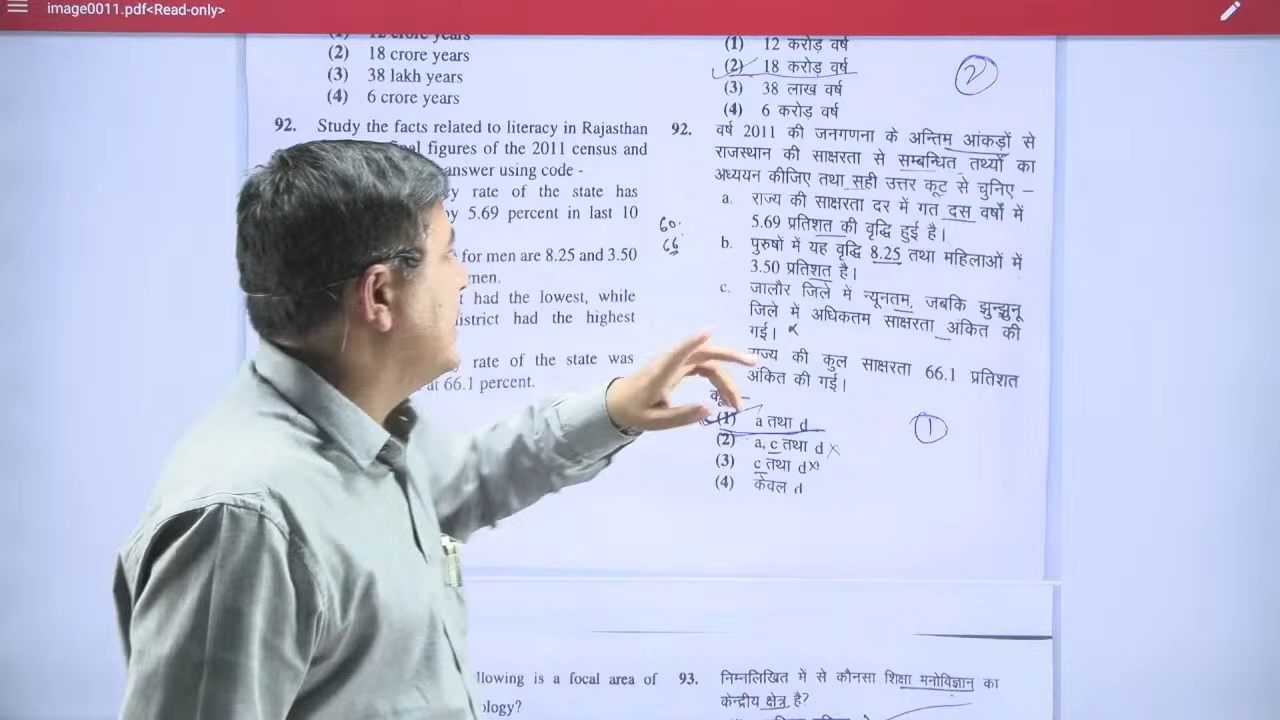 image0011.pdf<Read-only>
(2) 18 crore years
(3) 38 lakh years
(4) 6 crore years
92. Study the facts related to literacy in Rajasthan
figures of the 2011 census and
answer using code -
rate of the state has
by 5.69 percent in last 10
for men are 8.25 and 3.50
had the lowest, while
district had the highest
rate of the state was
at 66.1 percent.
(1) 12 करोड़ वर्ष
(2) 18 करोड़ वर्ष
(3) 38 लाख वर्ष
(4) 6 करोड़ वर्ष
2
92. वर्ष 2011 की जनगणना के अन्तिम आंकड़ों से
राजस्थान की साक्षरता से सम्बन्धित तथ्यों का
अध्ययन कीजिए तथा सही उत्तर कूट से चुनिए –
a. राज्य की साक्षरता दर में गत दस वर्षों में
5.69 प्रतिशत की वृद्धि हुई है।
60.
66.
b. पुरुषों में यह वृद्धि 8.25 तथा महिलाओं में
3.50 प्रतिशत है।
c. जालौर जिले में न्यूनतम, जबकि झुन्झुनू
जिले में अधिकतम साक्षरता अंकित की
गई।
की कुल साक्षरता 66.1 प्रतिशत
अंकित की गई।
(1) a तथा d
(2) a, c तथा d
(3) c तथा d
(4) केवल d
1
is a focal area of
93. निम्नलिखित में से कौनसा शिक्षा मनोविज्ञान का
केन्द्रीय क्षेत्र है?